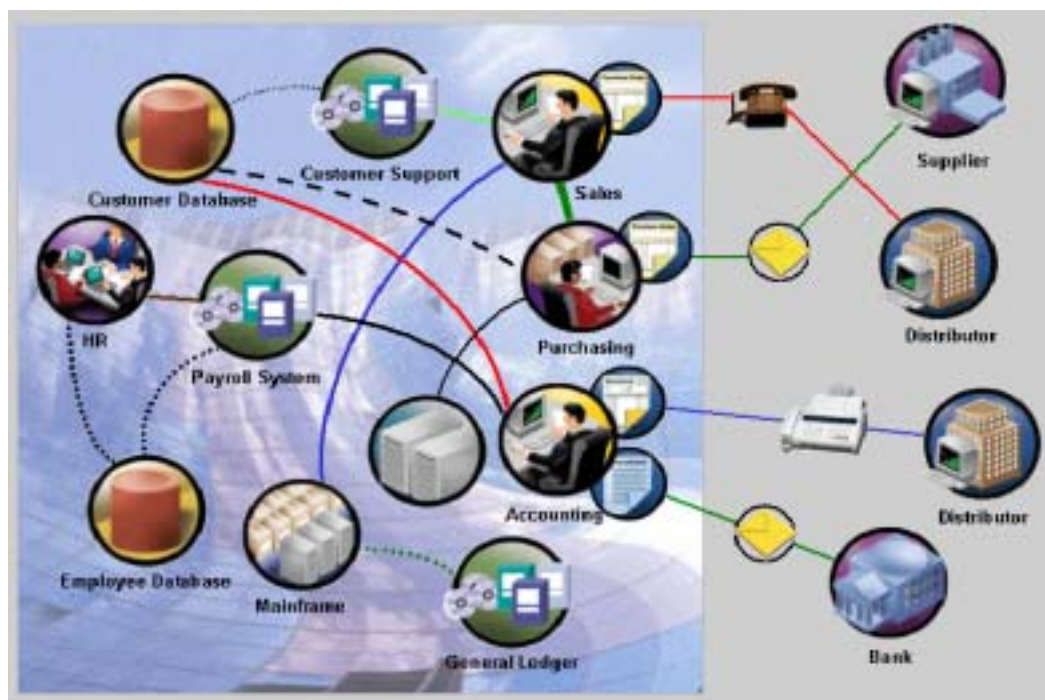 Supplier
Customer Support
Customer Database
Sales
HR
Distributor
Purchasing
Payroll System
Accounting
Distributor
Employee Database
Mainframe
General Ledger
Bank